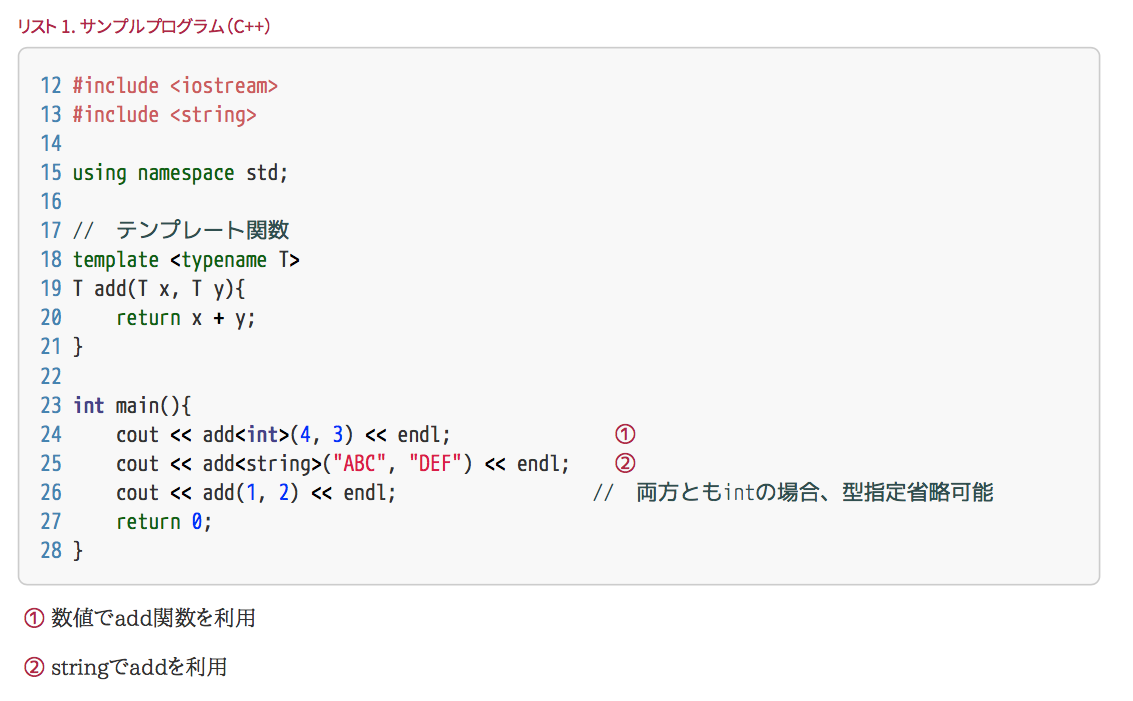 リスト 1. サンプルプログラム（C++）
12 #include <iostream>
13 #include <string>
14
15 using namespace std;
16
17 //　テンプレート関数
18 template <typename T>
19 T add(T x, T y){
20     return x + y;
21 }
22
23 int main(){
24     cout << add<int>(4, 3) << endl;               ①
25     cout << add<string>("ABC", "DEF") << endl;    ②
26     cout << add(1, 2) << endl;                  //　両方ともintの場合、型指定省略可能
27     return 0;
28 }
① 数値でadd関数を利用
② stringでaddを利用